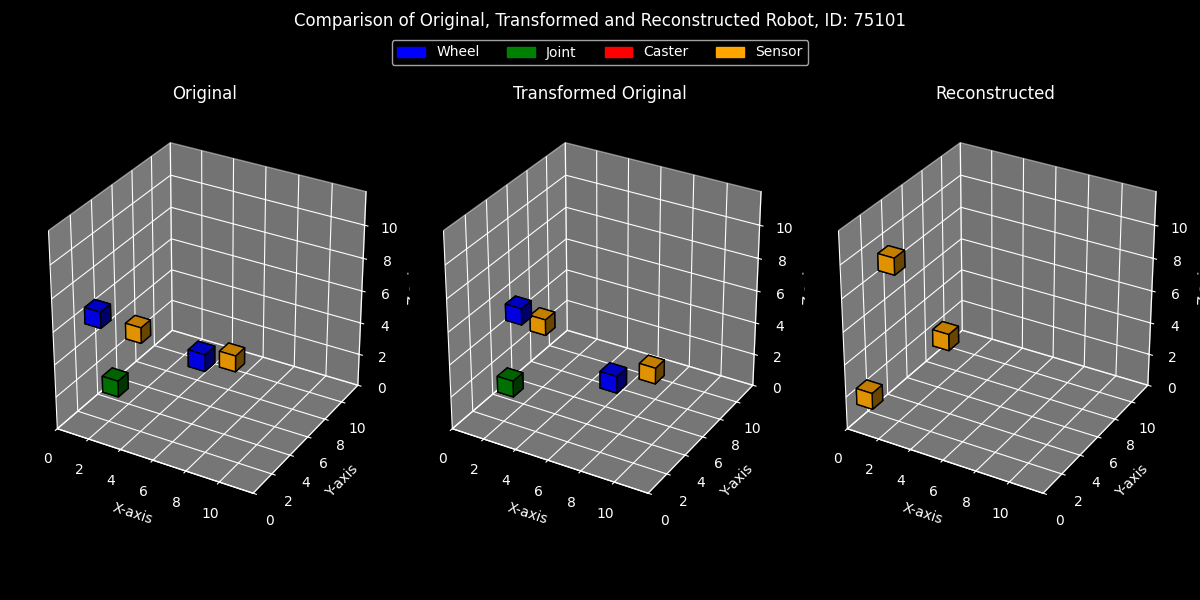 Comparison of Original, Transformed and Reconstructed Robot, ID: 75101
Wheel Joint Caster Sensor
Original Transformed Original Reconstructed
10 10 10
8 8 8
6 6 6
4 4 4
2 2 2
0 0 0
10 10 10
8 8 8
6 6 6
4 4 4
2 2 2
0 0 0
0 2 4 6 8 10 0 2 4 6 8 10 0 2 4 6 8 10
X-axis Y-axis X-axis Y-axis X-axis Y-axis